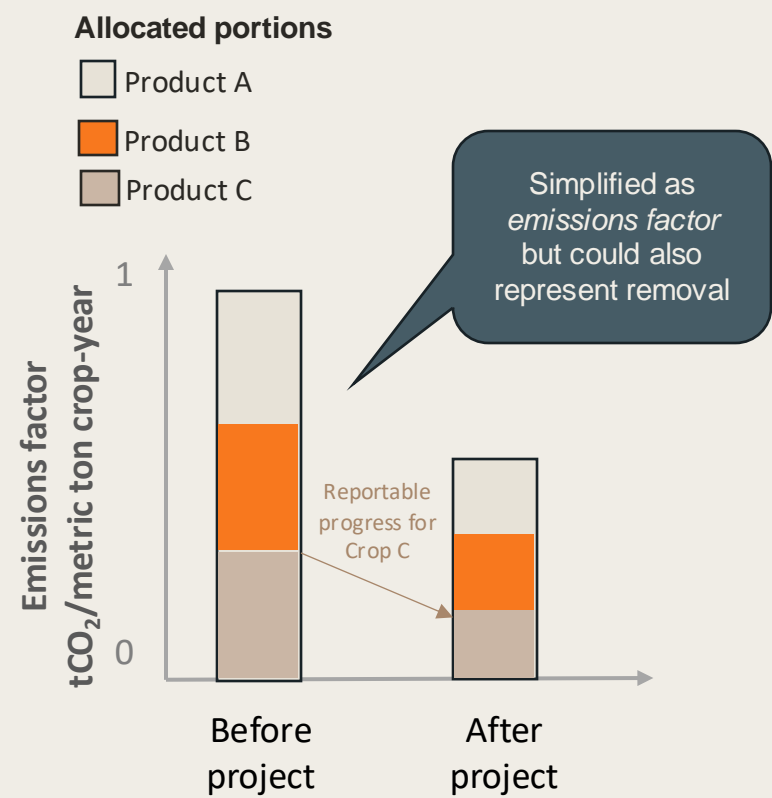 Allocated portions
Product A
Product B
Product C
Simplified as
emissions factor
but could also
represent removal
1
Emissions factor
tCO₂/metric ton crop-year
Reportable
progress for
Crop C
0
Before
project
After
project